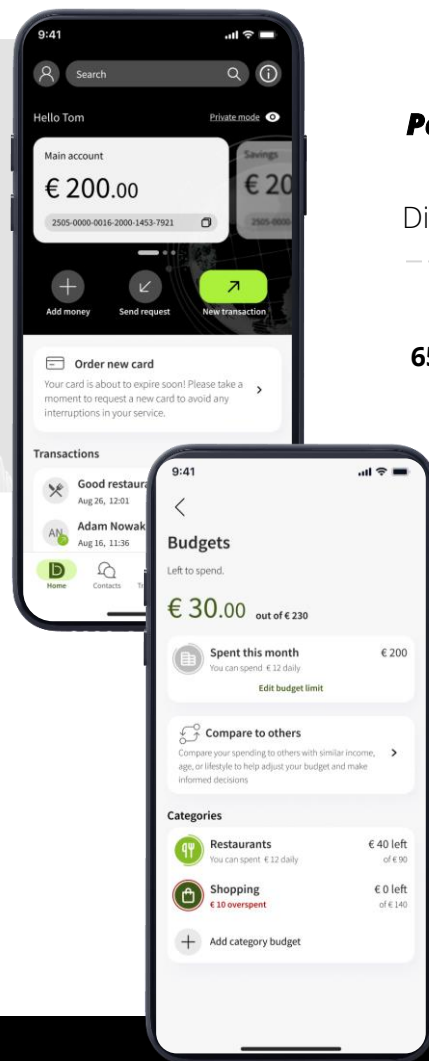 9:41
Search
Hello Tom
Private mode
Main account
Savings
€ 200.00
€ 20
2505-0000-0016-2000-1453-7921
2505-0000
Add money
Send request
New transaction
Order new card
Your card is about to expire soon! Please take a
moment to request a new card to avoid any
interruptions in your service.
Transactions
Good restaura
Aug 26, 12:01
AN
Adam Nowak
Aug 16, 11:36
Home
Contacts
9:41
Budgets
Left to spend.
€ 30.00 out of € 230
Spent this month
€ 200
You can spend € 12 daily
Edit budget limit
Compare to others
Compare your spending to others with similar income,
age, or lifestyle to help adjust your budget and make
informed decisions
Categories
Restaurants
€ 40 left
You can spent € 12 daily
of € 90
Shopping
€ 0 left
€ 10 overspent
of € 140
Add category budget
Di
65